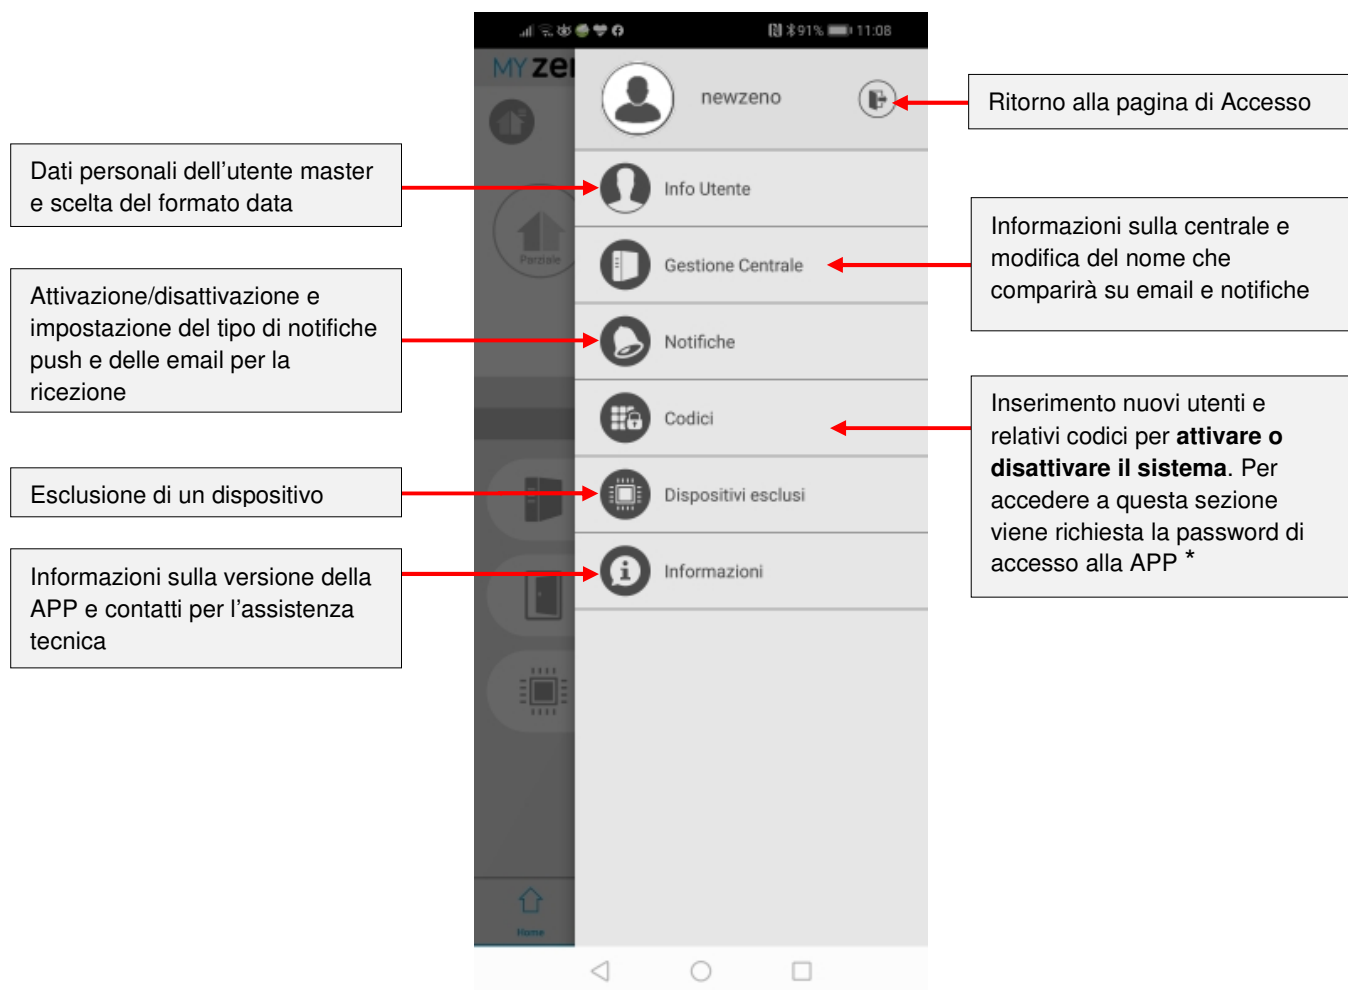 91% 11:08
MY zer
newzeno
Ritorno alla pagina di Accesso
Dati personali dell'utente master
e scelta del formato data
Info Utente
Informazioni sulla centrale e
modifica del nome che
comparirà su email e notifiche
Parziale
Gestione Centrale
Attivazione/disattivazione e
impostazione del tipo di notifiche
push e delle email per la
ricezione
Notifiche
Inserimento nuovi utenti e
relativi codici per attivare o
disattivare il sistema. Per
accedere a questa sezione
viene richiesta la password di
accesso alla APP *
Codici
Esclusione di un dispositivo
Dispositivi esclusi
Informazioni sulla versione della
APP e contatti per l'assistenza
tecnica
Informazioni
Home